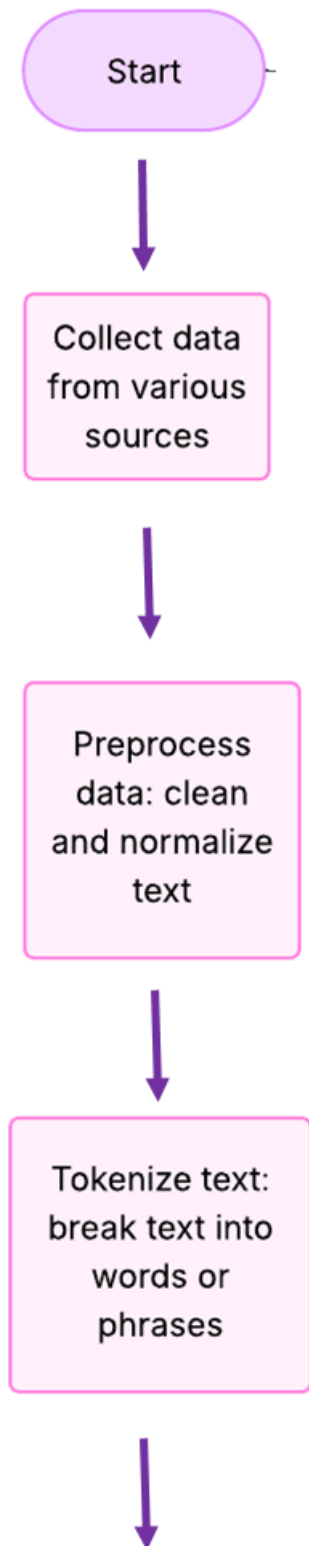 Start
Collect data
from various
sources
Preprocess
data: clean
and normalize
text
Tokenize text:
break text into
words or
phrases